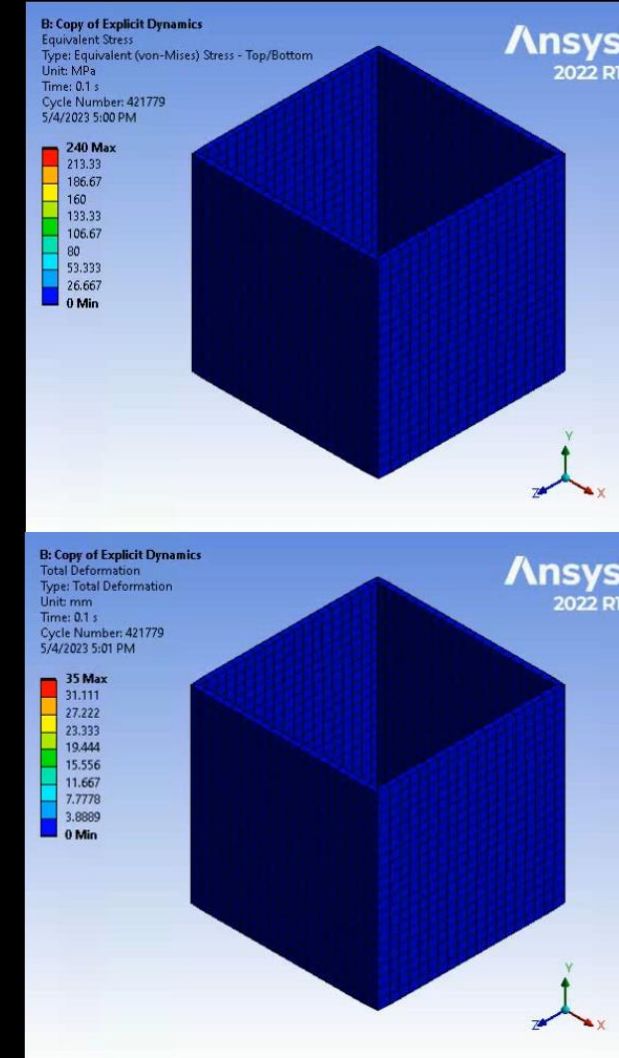 B: Copy of Explicit Dynamics
Equivalent Stress
Type: Equivalent (von-Mises) Stress - Top/Bottom
Unit: MPa
Time: 0.1 s
Cycle Number: 421779
5/4/2023 5:00 PM
Ansys
2022 R1
240 Max
213.33
186.67
160
133.33
106.67
80
53.333
26.667
0 Min
Y
Z
X
B: Copy of Explicit Dynamics
Total Deformation
Type: Total Deformation
Unit: mm
Time: 0.1 s
Cycle Number: 421779
5/4/2023 5:01 PM
Ansys
2022 R1
35 Max
31.111
27.222
23.333
19.444
15.556
11.667
7.7778
3.8889
0 Min
Y
Z
X